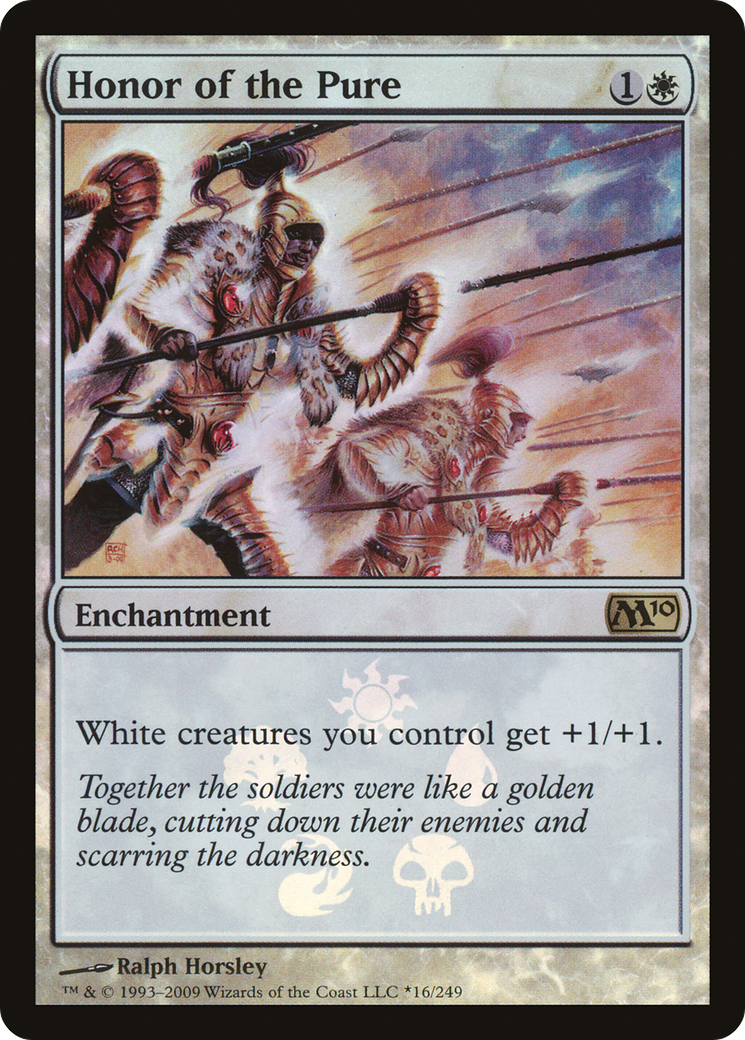 Honor of the Pure 1
Enchantment M10
White creatures you control get +1/+1.
Together the soldiers were like a golden
blade, cutting down their enemies and
scarring the darkness.
Ralph Horsley
™ & © 1993–2009 Wizards of the Coast LLC *16/249